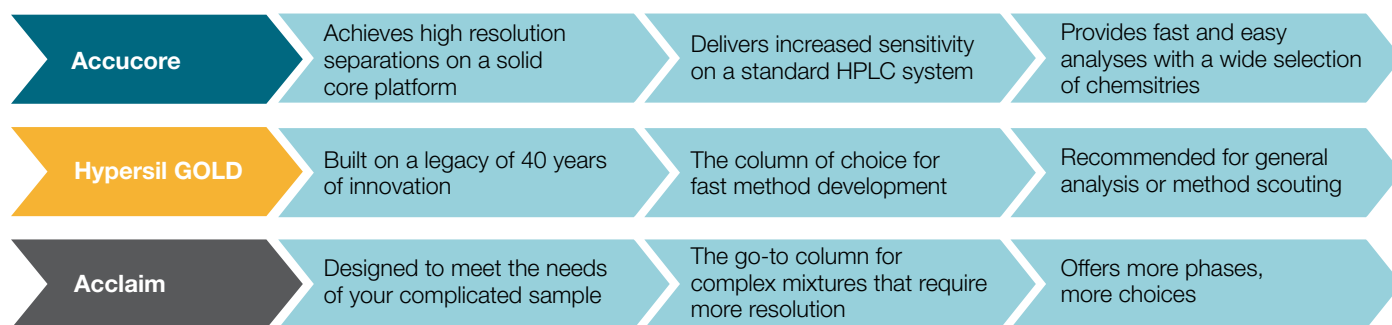 Accucore
Achieves high resolution
separations on a solid
core platform
Delivers increased sensitivity
on a standard HPLC system
Provides fast and easy
analyses with a wide selection
of chemsitries
Hypersil GOLD
Built on a legacy of 40 years
of innovation
The column of choice for
fast method development
Recommended for general
analysis or method scouting
Acclaim
Designed to meet the needs
of your complicated sample
The go-to column for
complex mixtures that require
more resolution
Offers more phases,
more choices